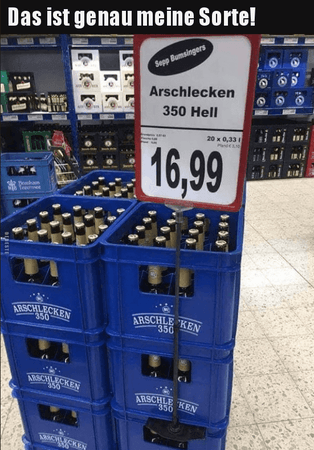 Das ist genau meine Sorte!
Sepp Bumsingers
Arschlecken
350 Hell
20 x 0,33 l
16,99
ARSCHLECKEN
350
ARSCHLECKEN
350
ARSCHLECKEN
350
ARSCHLECKEN
350
ARSCHLECKEN